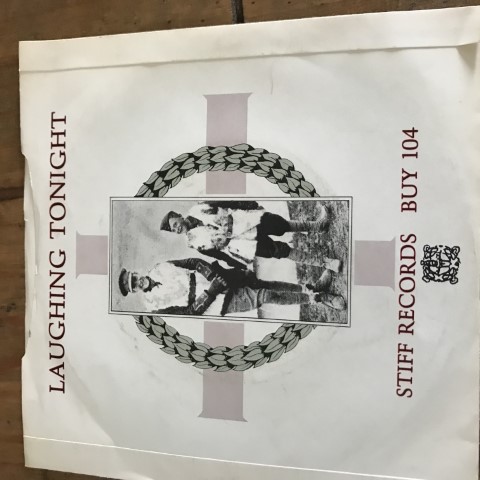 LAUGHING TONIGHT
STIFF RECORDS BUY 104